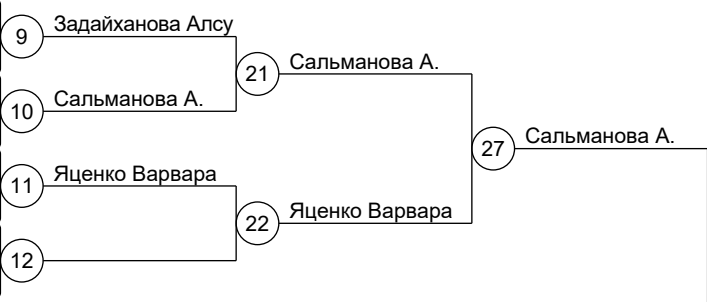 9 Задайханова Алсу
21 Сальманова А.
10 Сальманова А.
27 Сальманова А.
11 Яценко Варвара
22 Яценко Варвара
12